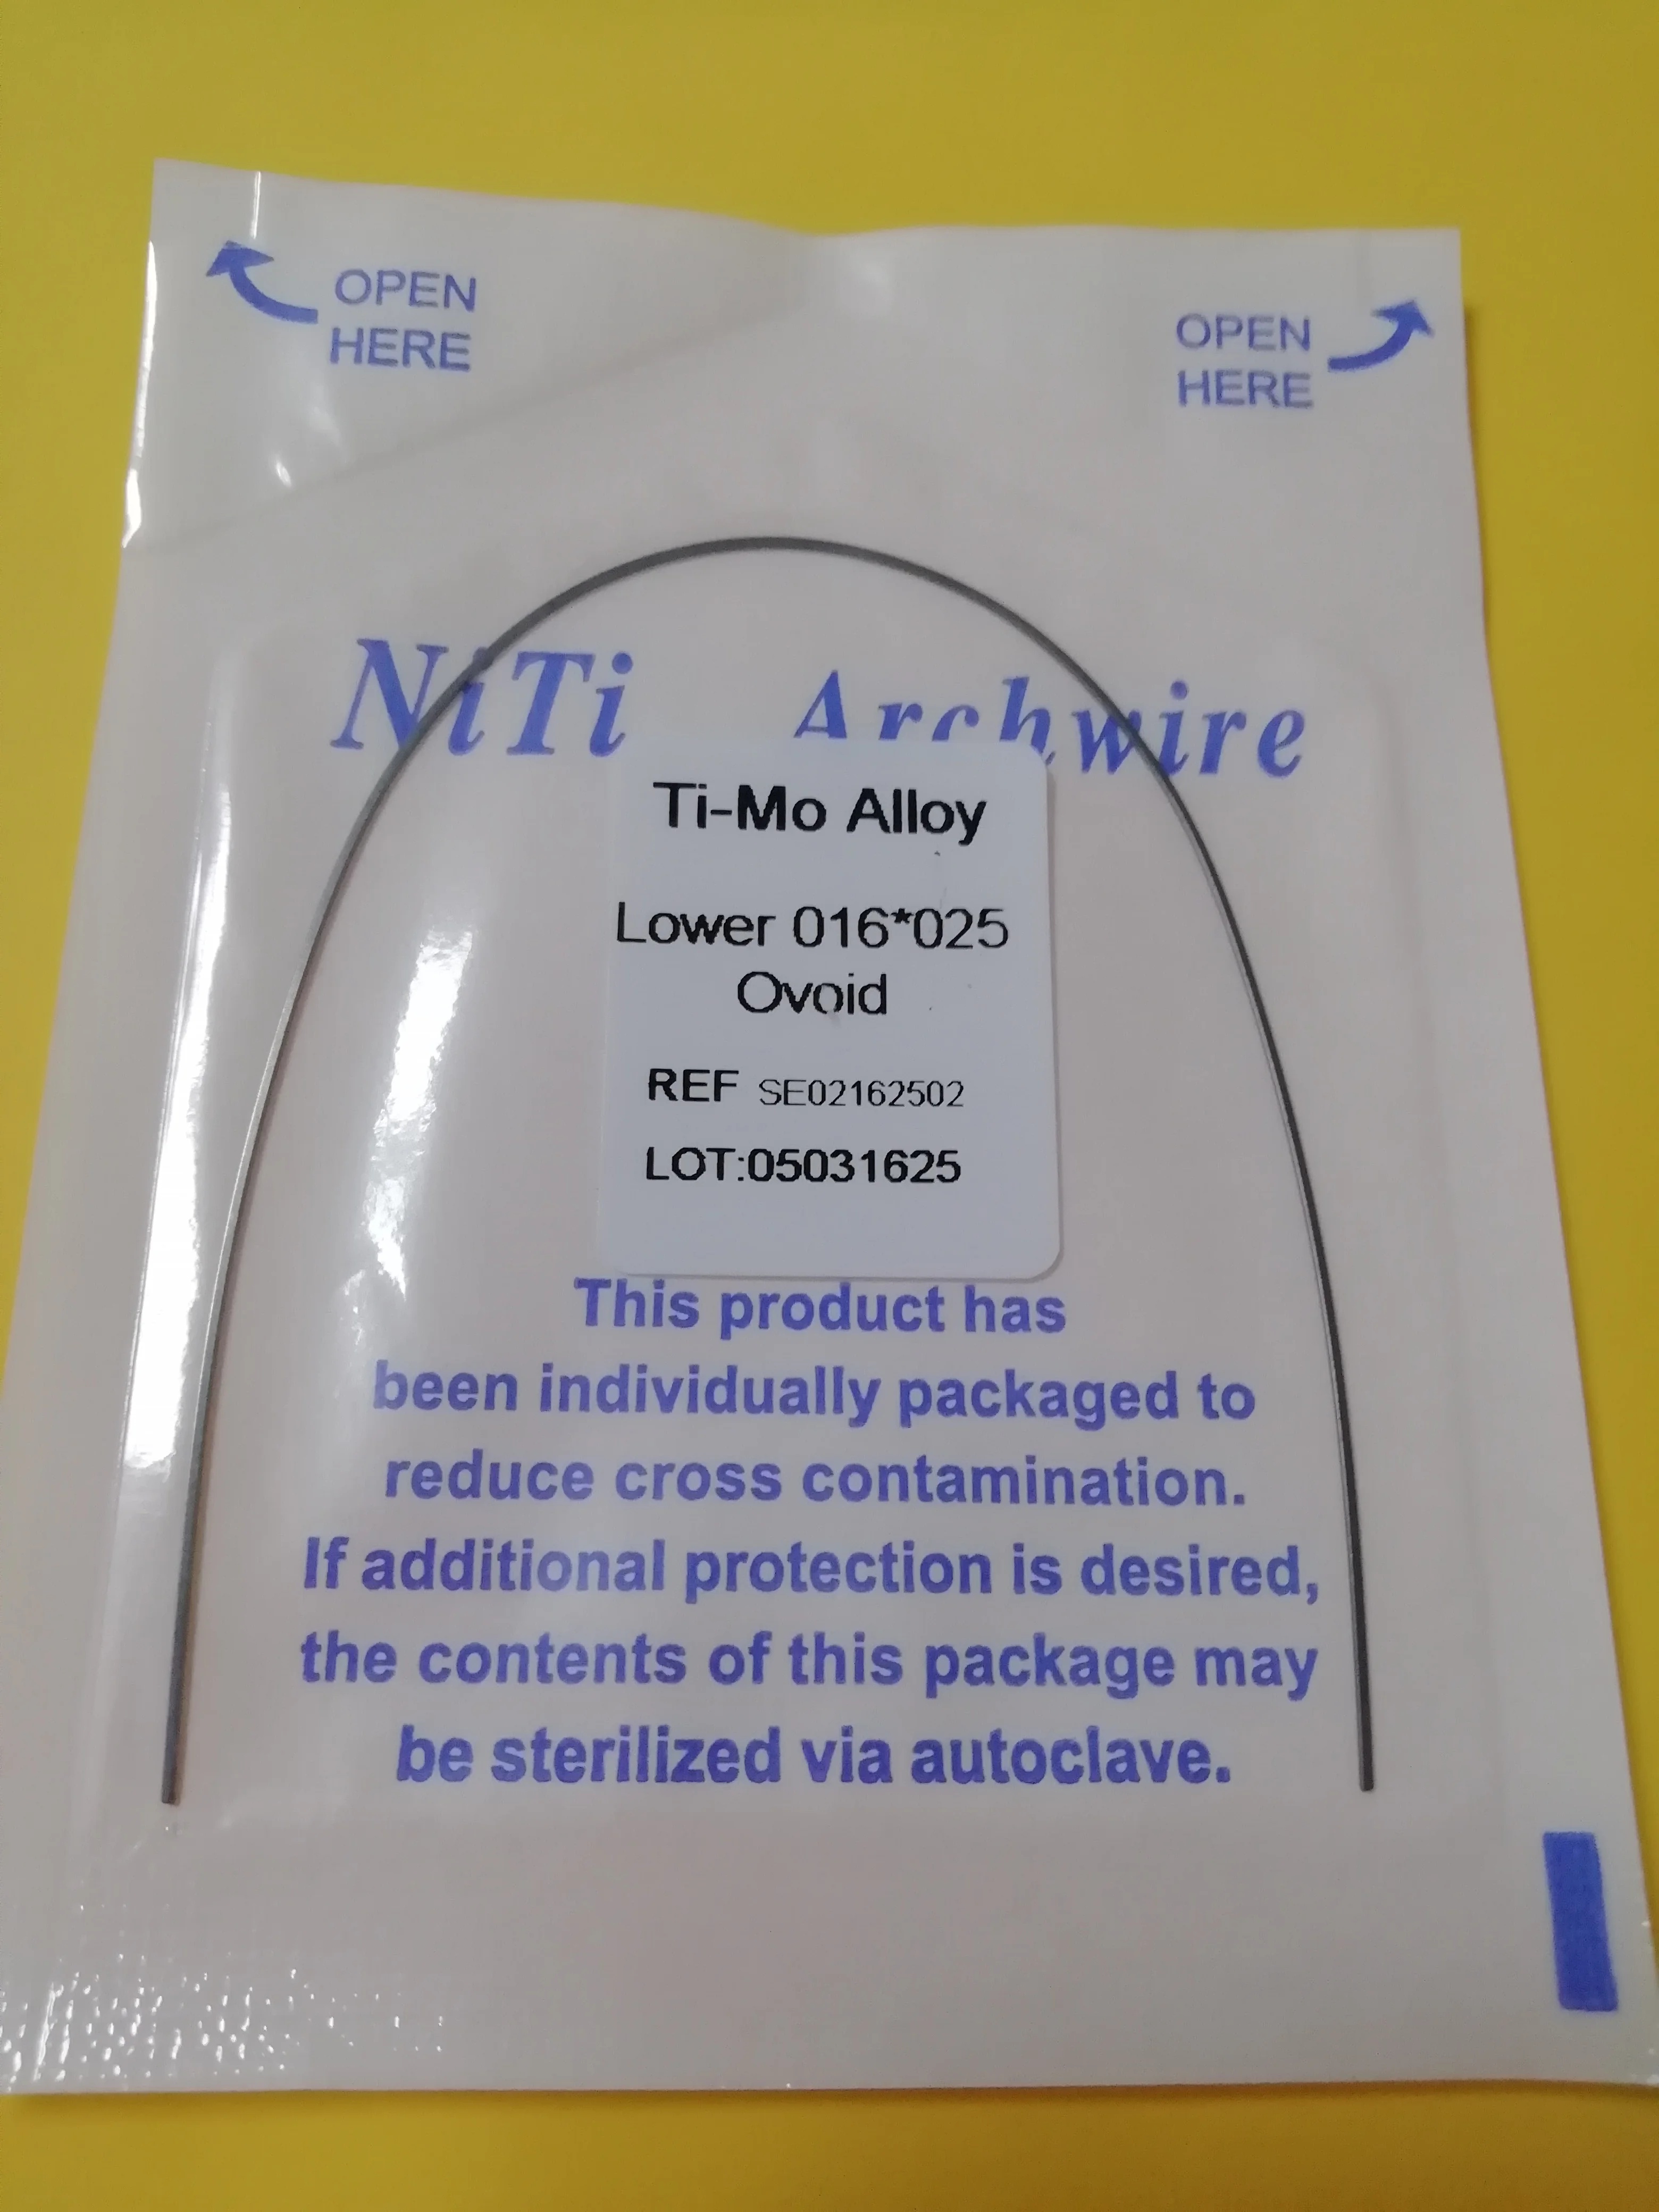 OPEN
HERE
OPEN
HERE
NiTi Archwire
Ti-Mo Alloy
Lower 016*025
Ovoid
REF SE02162502
LOT:05031625
This product has
been individually packaged to
reduce cross contamination.
If additional protection is desired,
the contents of this package may
be sterilized via autoclave.